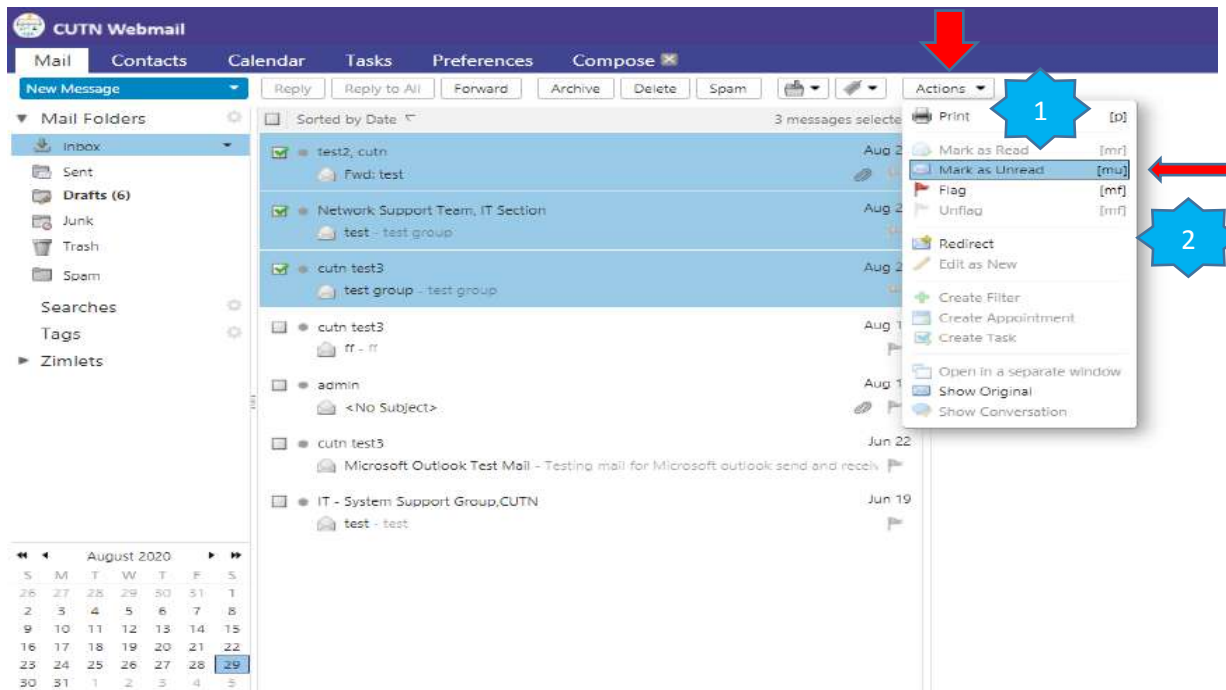 CUTN Webmail
Mail Contacts Calendar Tasks Preferences Compose
New Message Reply Reply to All Forward Archive Delete Spam Actions
Mail Folders
Inbox
Sent
Drafts (6)
Junk
Trash
Spam
Searches
Tags
Zimlets
Sorted by Date 3 messages selecte
test2, cutn Aug 2
Fwd: test
Network Support Team, IT Section Aug 2
test - test group
cutn test3 Aug 2
test group - test group
cutn test3 Aug 1
ff - ff
admin Aug 1
<No Subject>
cutn test3 Jun 22
Microsoft Outlook Test Mail - Testing mail for Microsoft outlook send and receiv
IT - System Support Group,CUTN Jun 19
test - test
1
Print [p]
Mark as Read [mr]
Mark as Unread [mu]
Flag [mf]
Unflag [mf]
2
Redirect
Edit as New
Create Filter
Create Appointment
Create Task
Open in a separate window
Show Original
Show Conversation
August 2020
S M T W T F S
26 27 28 29 30 31 1
2 3 4 5 6 7 8
9 10 11 12 13 14 15
16 17 18 19 20 21 22
23 24 25 26 27 28 29
30 31 1 2 3 4 5